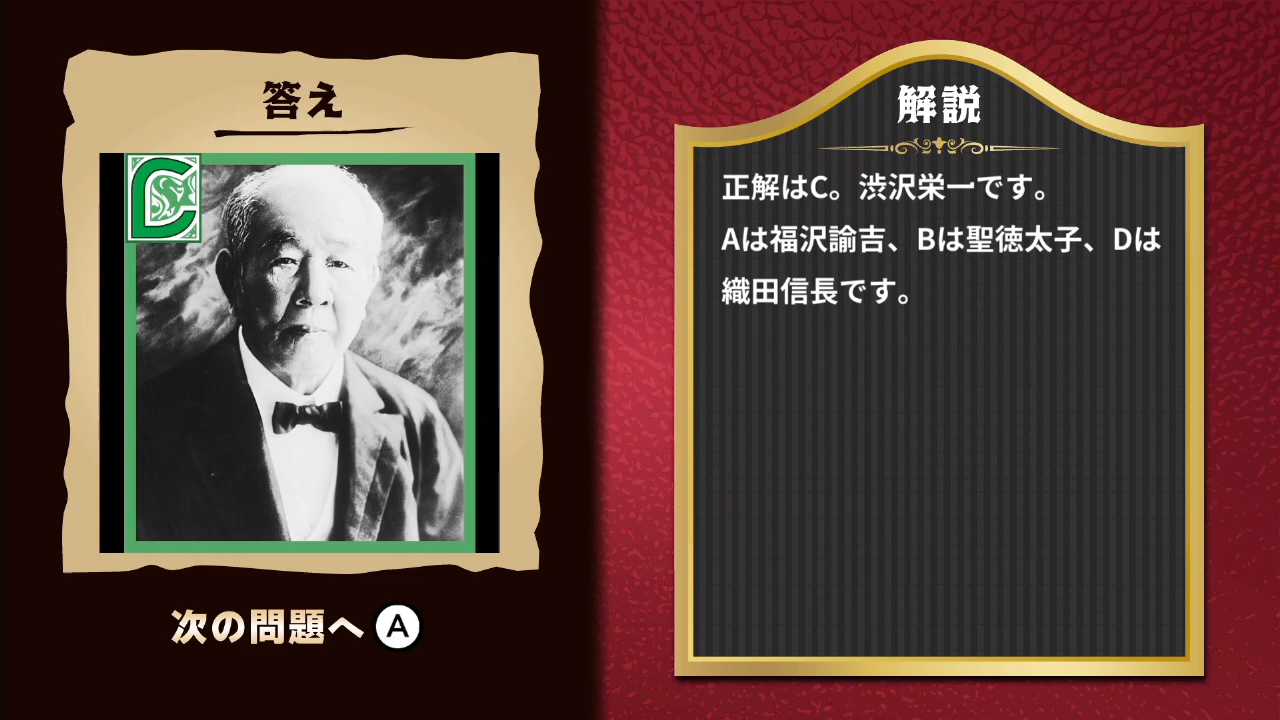 答え
C
次の問題へ A
解説
正解はC。渋沢栄一です。
Aは福沢諭吉、Bは聖徳太子、Dは
織田信長です。